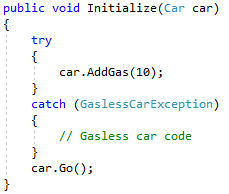 public void Initialize(Car car)
{
    try
    {
        car.AddGas(10);
    }
    catch (GaslessCarException)
    {
        // Gasless car code
    }
    car.Go();
}